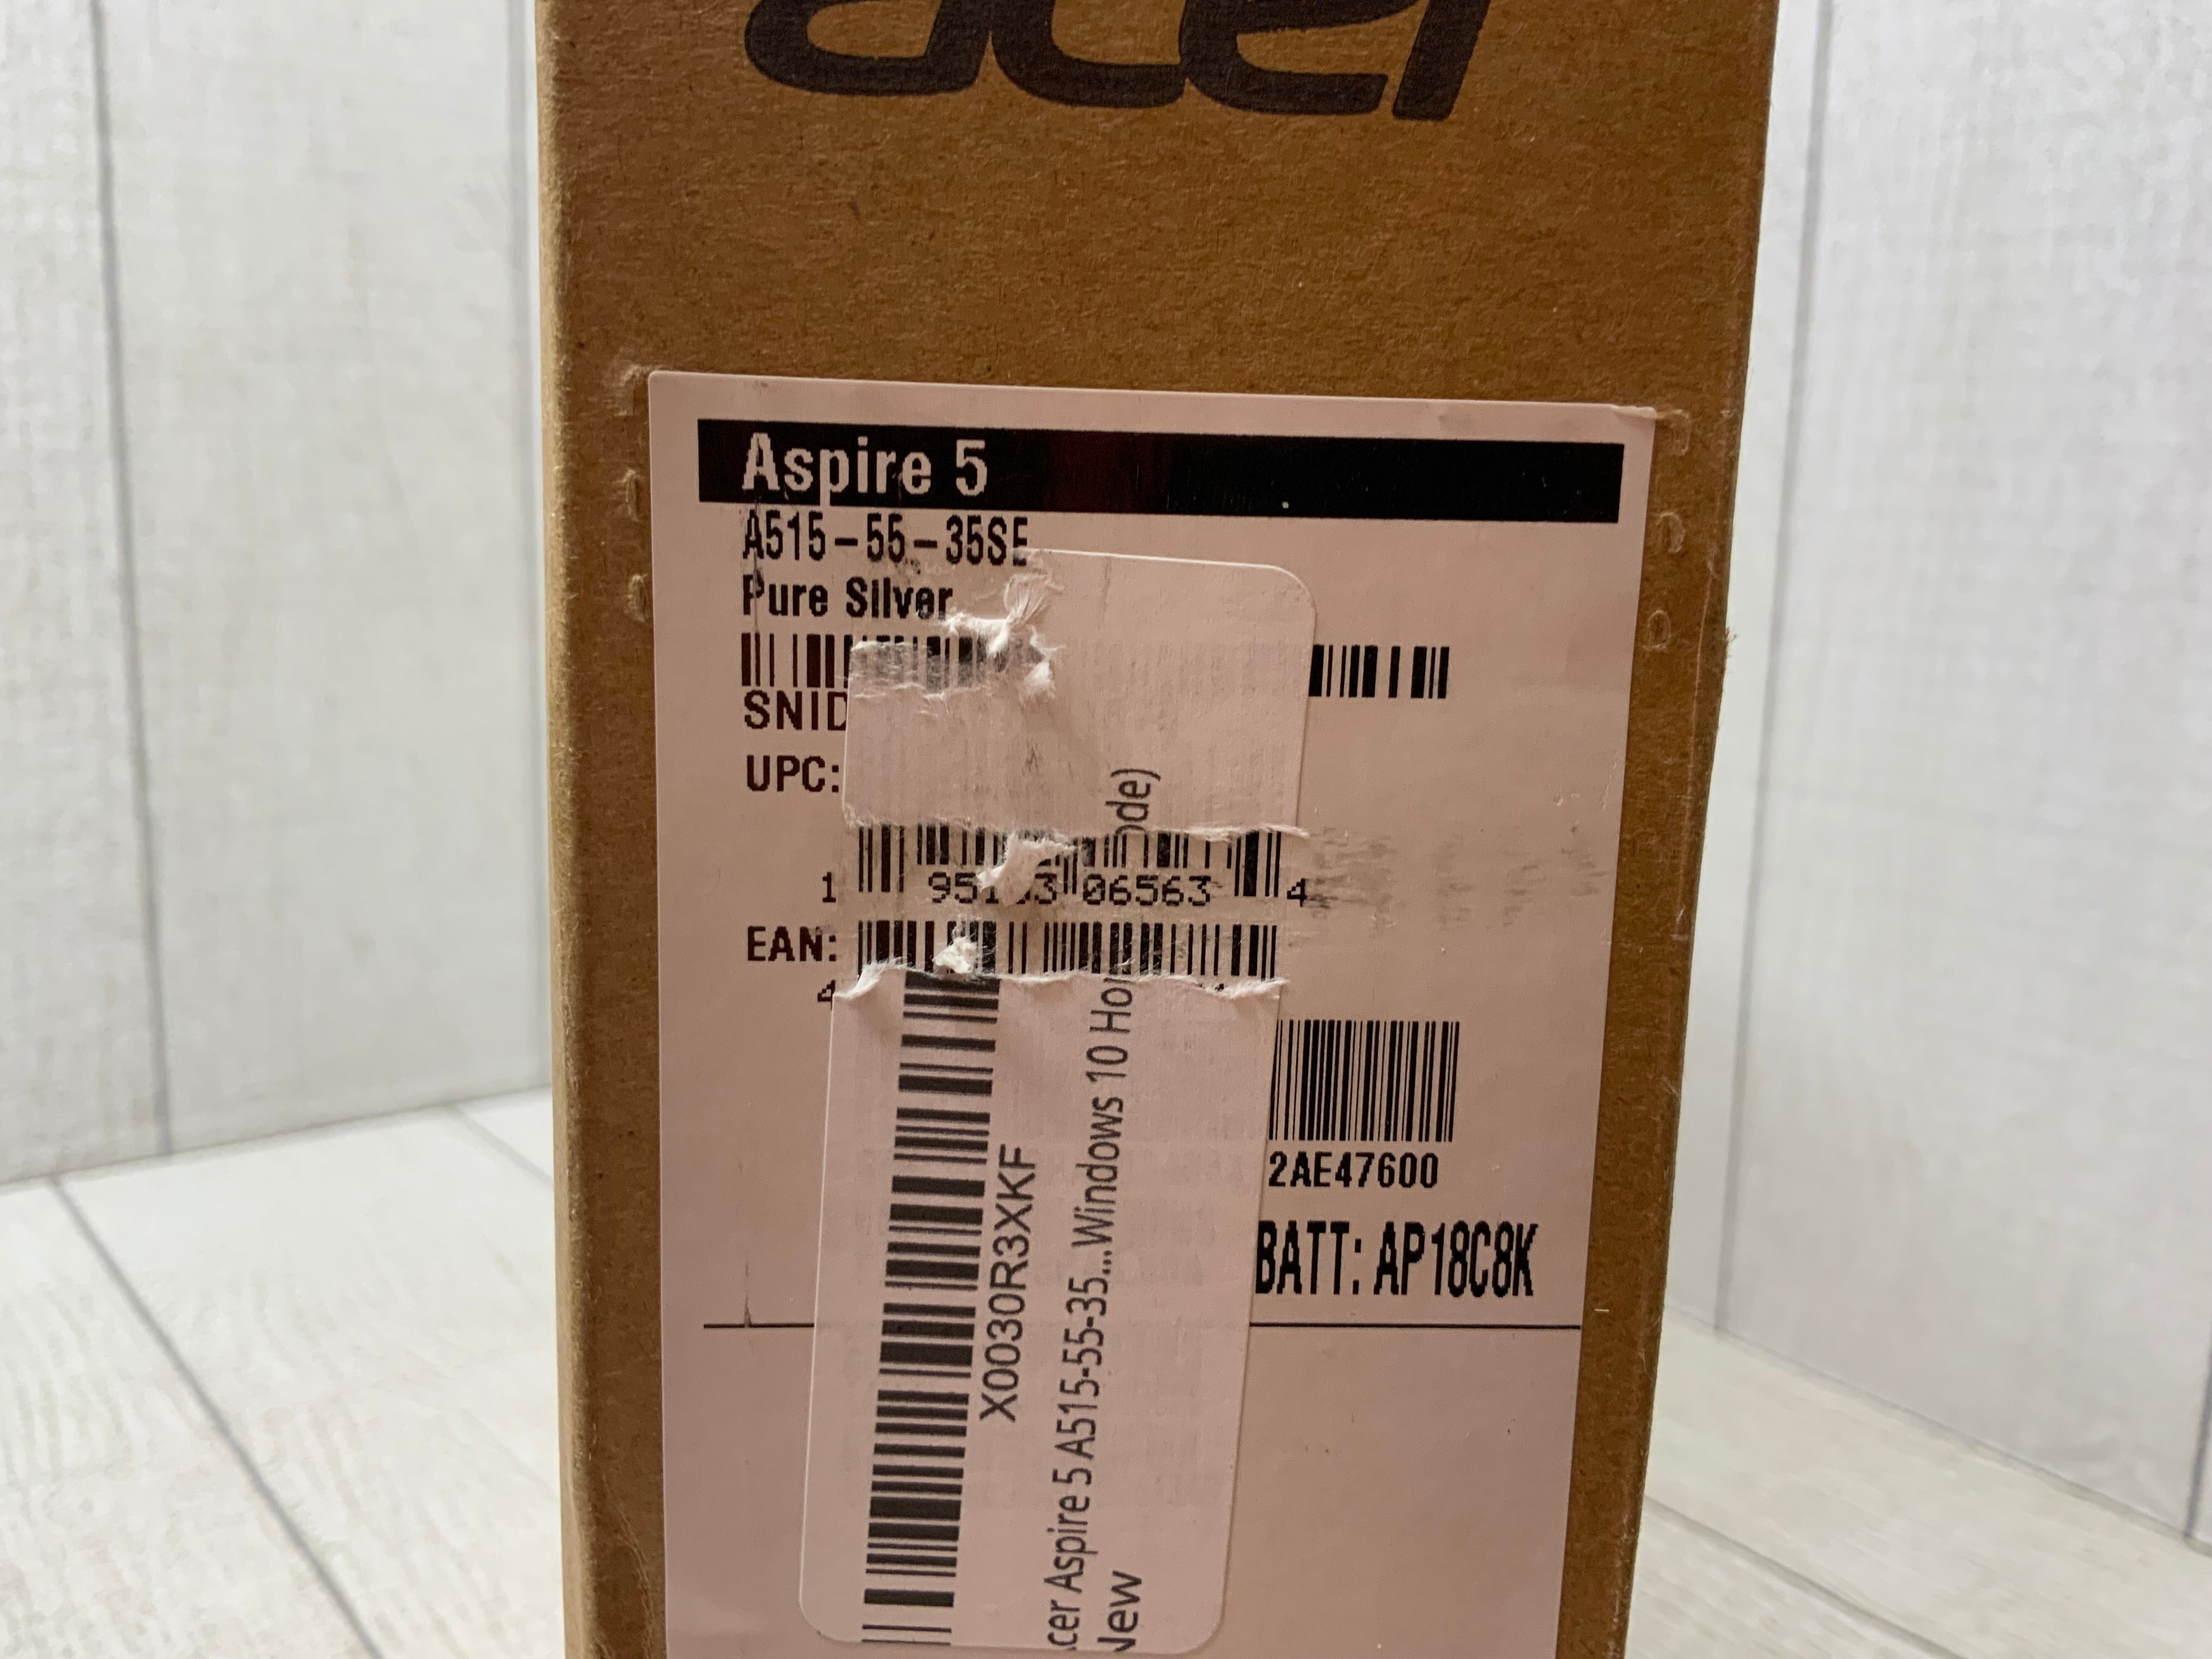 acer
Aspire 5
A515-55-35SE
Pure Silver
SNID
UPC:
1 06563 4
EAN:
4
2AE47600
BATT: AP18C8K
X0030R3XKF
cer Aspire 5 A515-55-35....Windows 10 Ho ode)
New